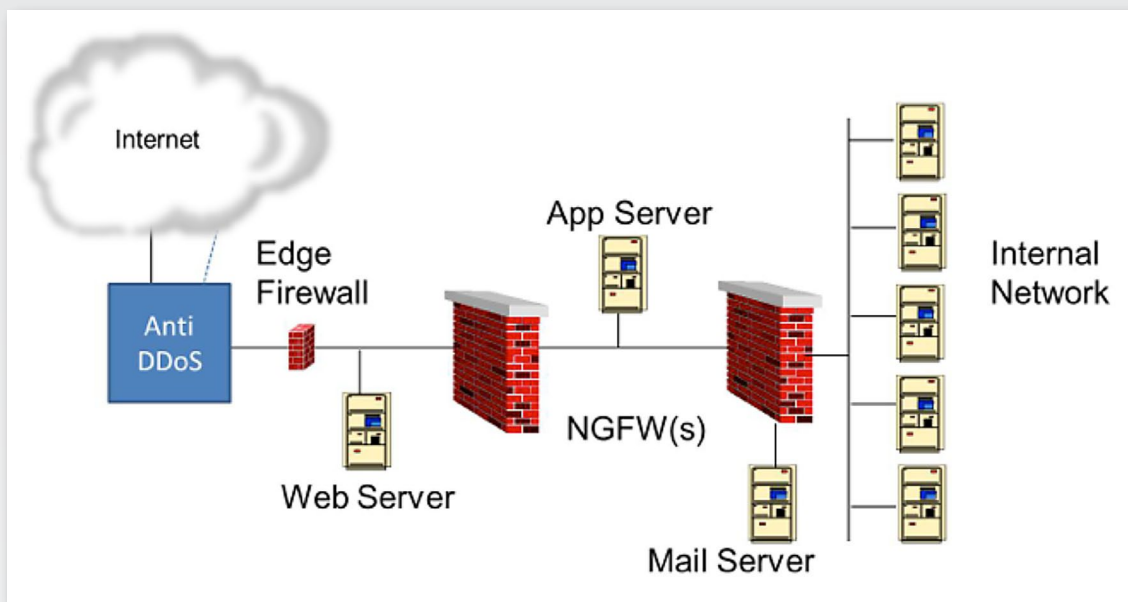 Internet
Anti
DDoS
Edge
Firewall
Web Server
App Server
NGFW(s)
Mail Server
Internal
Network